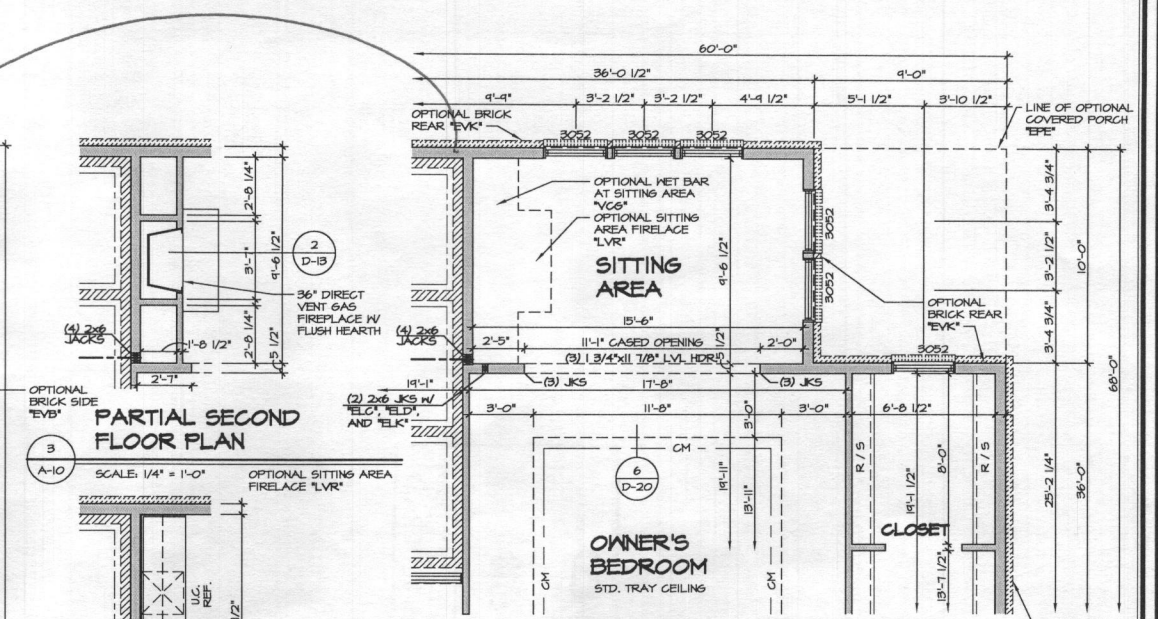 60'-0"
36'-0 1/2"
9'-0"
9'-9"
3'-2 1/2"
3'-2 1/2"
4'-9 1/2"
5'-1 1/2"
3'-10 1/2"
OPTIONAL BRICK
REAR "EVK"
3052
3052
3052
LINE OF OPTIONAL
COVERED PORCH
"EPE"
OPTIONAL WET BAR
AT SITTING AREA
"VCG"
OPTIONAL SITTING
AREA FIRELACE
"LVR"
SITTING
AREA
9'-6 1/2"
3052
3052
3'-4 3/4"
3'-2 1/2"
3'-4 3/4"
10'-0"
68'-0"
OPTIONAL
BRICK REAR
"EVK"
3052
2'-8 1/4"
3'-7"
2'-8 1/4"
9'-6 1/2"
5 1/2"
2
D-13
36" DIRECT
VENT GAS
FIREPLACE W/
FLUSH HEARTH
(4) 2x6
JACKS
1'-8 1/2"
2'-7"
(4) 2x6
JACKS
15'-6"
2'-5"
11'-1" CASED OPENING
2'-0"
(3) 1 3/4"x11 7/8" LVL HDR
5 1/2"
(3) JKS
(3) JKS
19'-1"
17'-8"
(2) 2x6 JKS W/
"ELC", "ELD",
AND "ELK"
3'-0"
11'-8"
3'-0"
6'-8 1/2"
OPTIONAL
BRICK SIDE
"EVB"
PARTIAL SECOND
FLOOR PLAN
3
A-10
SCALE: 1/4" = 1'-0"
OPTIONAL SITTING AREA
FIRELACE "LVR"
3'-0"
CM
6
D-20
19'-11"
13'-11"
R / S
19'-1 1/2"
8'-0"
R / S
25'-2 1/4"
36'-0"
OWNER'S
BEDROOM
STD. TRAY CEILING
CM
CM
CLOSET
13'-7 1/2"
U.C.
REF.
1/2"